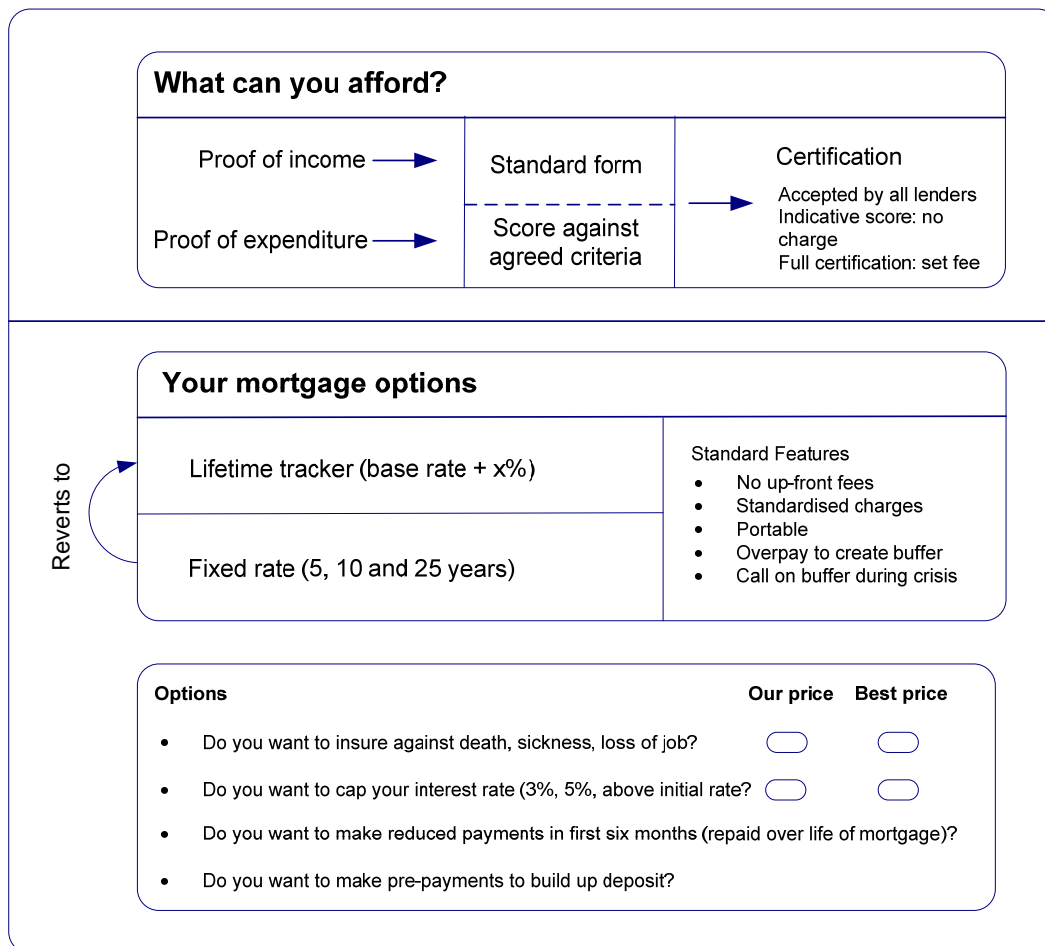 What can you afford?
Proof of income
Standard form
Certification
Accepted by all lenders
Indicative score: no
charge
Full certification: set fee
Proof of expenditure
Score against
agreed criteria
Your mortgage options
Reverts to
Lifetime tracker (base rate + x%)
Fixed rate (5, 10 and 25 years)
Standard Features
• No up-front fees
• Standardised charges
• Portable
• Overpay to create buffer
• Call on buffer during crisis
Options Our price Best price
• Do you want to insure against death, sickness, loss of job?
• Do you want to cap your interest rate (3%, 5%, above initial rate?
• Do you want to make reduced payments in first six months (repaid over life of mortgage)?
• Do you want to make pre-payments to build up deposit?